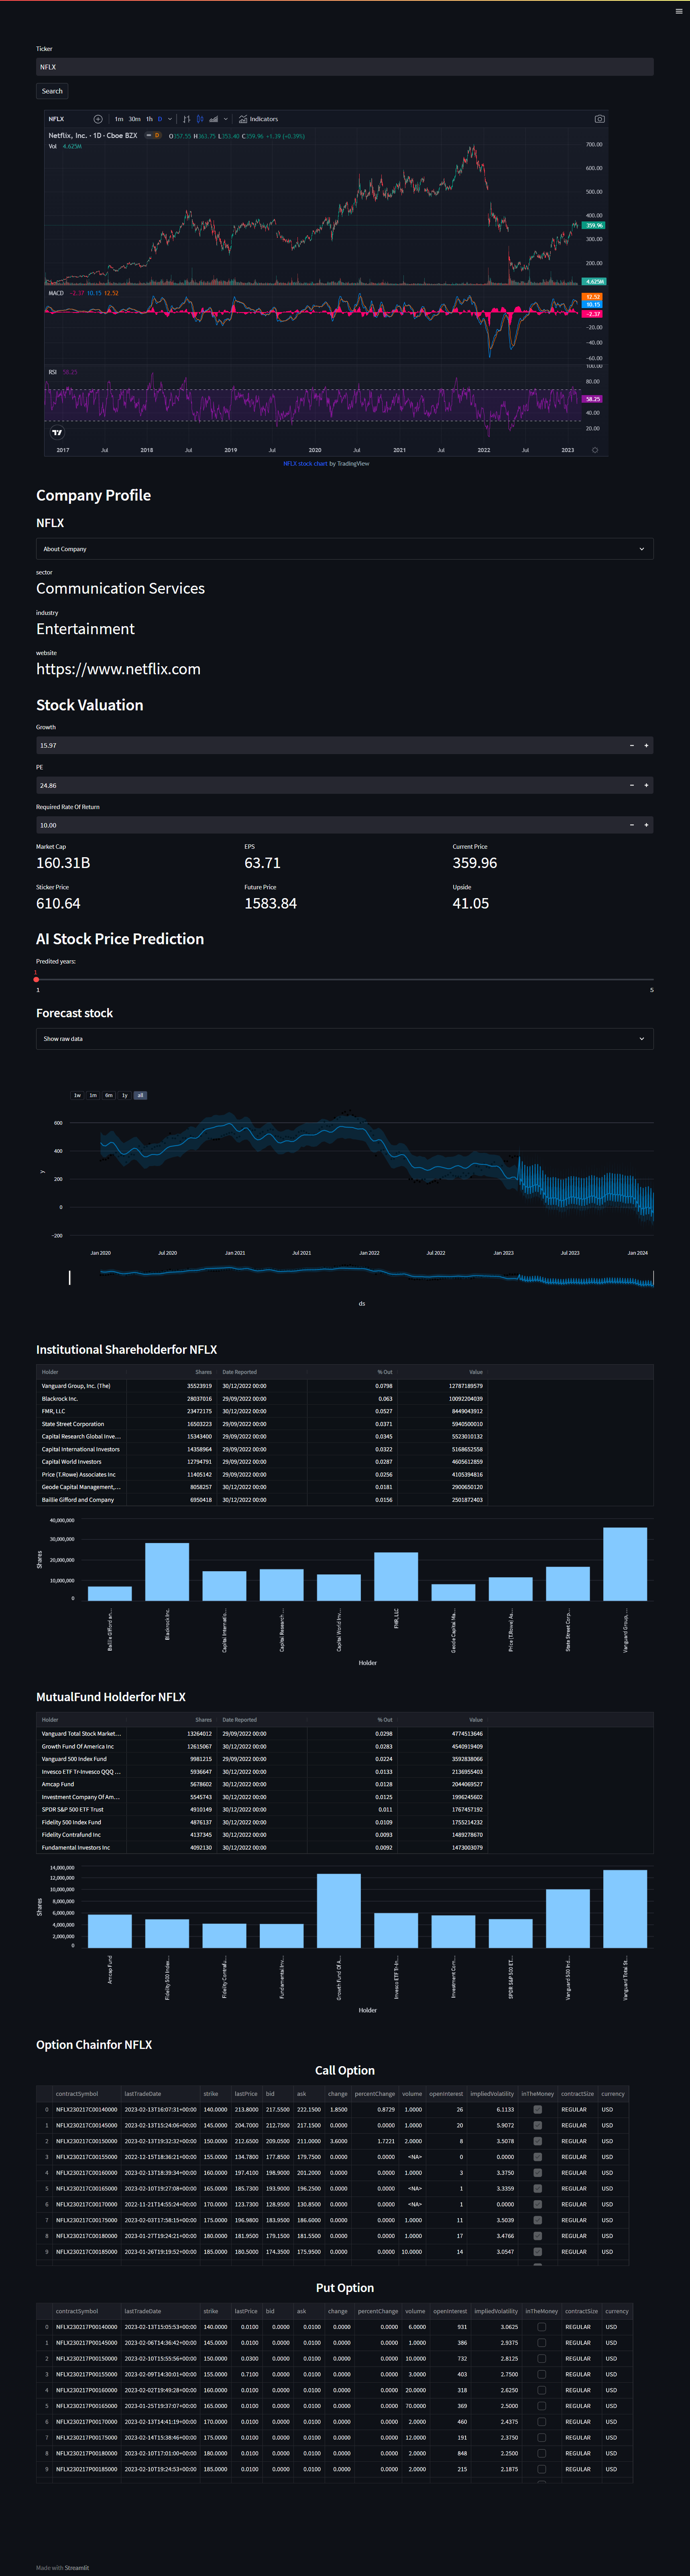 Ticker
NFLX
Search
NFLX 1m 30m 1h D Indicators
Netflix, Inc. · 1D · Cboe BZX D O357.55 H361.75 L351.40 C359.96 +1.39 (+0.39%)
Vol 4.625M
700.00
600.00
500.00
400.00
359.96
300.00
200.00
4.625M
MACD -2.37 10.15 12.52
12.52
10.15
-2.37
-20.00
-40.00
-60.00
RSI 58.25
100.00
80.00
58.25
40.00
20.00
2017 Jul 2018 Jul 2019 Jul 2020 Jul 2021 Jul 2022 Jul 2023
NFLX stock chart by TradingView
Company Profile
NFLX
About Company
sector
Communication Services
industry
Entertainment
website
https://www.netflix.com
Stock Valuation
Growth
15.97 − +
PE
24.86 − +
Required Rate Of Return
10.00 − +
Market Cap EPS Current Price
160.31B 63.71 359.96
Sticker Price Future Price Upside
610.64 1583.84 41.05
AI Stock Price Prediction
Predited years:
1
1 5
Forecast stock
Show raw data
1w 1m 6m 1y all
600
400
200
0
−200
y
Jan 2020 Jul 2020 Jan 2021 Jul 2021 Jan 2022 Jul 2022 Jan 2023 Jul 2023 Jan 2024
ds
Institutional Shareholderfor NFLX
Holder Shares Date Reported % Out Value
Vanguard Group, Inc. (The) 35523919 30/12/2022 00:00 0.0798 12787189579
Blackrock Inc. 28037016 29/09/2022 00:00 0.063 10092204039
FMR, LLC 23472175 30/12/2022 00:00 0.0527 8449043912
State Street Corporation 16503223 29/09/2022 00:00 0.0371 5940500010
Capital Research Global Inve... 15343400 29/09/2022 00:00 0.0345 5523010132
Capital International Investors 14358964 30/12/2022 00:00 0.0322 5168652558
Capital World Investors 12794791 29/09/2022 00:00 0.0287 4605612859
Price (T.Rowe) Associates Inc 11405142 29/09/2022 00:00 0.0256 4105394816
Geode Capital Management,... 8058257 30/12/2022 00:00 0.0181 2900650120
Baillie Gifford and Company 6950418 30/12/2022 00:00 0.0156 2501872403
40,000,000
30,000,000
20,000,000
10,000,000
0
Shares
Baillie Gifford an…
Blackrock Inc.
Capital Internatio…
Capital Research…
Capital World Inv…
FMR, LLC
Geode Capital Ma…
Price (T.Rowe) As…
State Street Corp…
Vanguard Group, …
Holder
MutualFund Holderfor NFLX
Holder Shares Date Reported % Out Value
Vanguard Total Stock Market... 13264012 29/09/2022 00:00 0.0298 4774513646
Growth Fund Of America Inc 12615067 30/12/2022 00:00 0.0283 4540919409
Vanguard 500 Index Fund 9981215 29/09/2022 00:00 0.0224 3592838066
Invesco ETF Tr-Invesco QQQ ... 5936647 30/12/2022 00:00 0.0133 2136955403
Amcap Fund 5678602 30/12/2022 00:00 0.0128 2044069527
Investment Company Of Am... 5545743 30/12/2022 00:00 0.0125 1996245602
SPDR S&P 500 ETF Trust 4910149 30/12/2022 00:00 0.011 1767457192
Fidelity 500 Index Fund 4876137 30/12/2022 00:00 0.0109 1755214232
Fidelity Contrafund Inc 4137345 30/12/2022 00:00 0.0093 1489278670
Fundamental Investors Inc 4092130 30/12/2022 00:00 0.0092 1473003079
14,000,000
12,000,000
10,000,000
8,000,000
6,000,000
4,000,000
2,000,000
0
Shares
Amcap Fund
Fidelity 500 Index…
Fidelity Contrafu…
Fundamental Inv…
Growth Fund Of A…
Invesco ETF Tr-In…
Investment Com…
SPDR S&P 500 ET…
Vanguard 500 Ind…
Vanguard Total St…
Holder
Option Chainfor NFLX
Call Option
contractSymbol lastTradeDate strike lastPrice bid ask change percentChange volume openInterest impliedVolatility inTheMoney contractSize currency
0 NFLX230217C00140000 2023-02-13T16:07:31+00:00 140.0000 213.8000 217.5500 222.1500 1.8500 0.8729 1.0000 26 6.1133 REGULAR USD
1 NFLX230217C00145000 2023-02-13T15:24:06+00:00 145.0000 204.7000 212.7500 217.1500 0.0000 0.0000 1.0000 20 5.9072 REGULAR USD
2 NFLX230217C00150000 2023-02-13T19:32:32+00:00 150.0000 212.6500 209.0500 211.0000 3.6000 1.7221 2.0000 8 3.5078 REGULAR USD
3 NFLX230217C00155000 2022-12-15T18:36:21+00:00 155.0000 134.7800 177.8500 179.7500 0.0000 0.0000 <NA> 0 0.0000 REGULAR USD
4 NFLX230217C00160000 2023-02-13T18:39:34+00:00 160.0000 197.4100 198.9000 201.2000 0.0000 0.0000 1.0000 3 3.3750 REGULAR USD
5 NFLX230217C00165000 2023-02-10T19:27:08+00:00 165.0000 185.7300 193.9000 196.2500 0.0000 0.0000 <NA> 1 3.3359 REGULAR USD
6 NFLX230217C00170000 2022-11-21T14:55:24+00:00 170.0000 123.7300 128.9500 130.8500 0.0000 0.0000 <NA> 1 0.0000 REGULAR USD
7 NFLX230217C00175000 2023-02-03T17:58:15+00:00 175.0000 196.9800 183.9500 186.6000 0.0000 0.0000 1.0000 11 3.5039 REGULAR USD
8 NFLX230217C00180000 2023-01-27T19:24:21+00:00 180.0000 181.9500 179.1500 181.5500 0.0000 0.0000 1.0000 17 3.4766 REGULAR USD
9 NFLX230217C00185000 2023-01-26T19:19:52+00:00 185.0000 180.5000 174.3500 175.9500 0.0000 0.0000 10.0000 14 3.0547 REGULAR USD
Put Option
contractSymbol lastTradeDate strike lastPrice bid ask change percentChange volume openInterest impliedVolatility inTheMoney contractSize currency
0 NFLX230217P00140000 2023-02-13T15:05:53+00:00 140.0000 0.0100 0.0000 0.0100 0.0000 0.0000 6.0000 931 3.0625 REGULAR USD
1 NFLX230217P00145000 2023-02-06T14:36:42+00:00 145.0000 0.0100 0.0000 0.0100 0.0000 0.0000 1.0000 386 2.9375 REGULAR USD
2 NFLX230217P00150000 2023-02-10T15:55:56+00:00 150.0000 0.0300 0.0000 0.0100 0.0000 0.0000 10.0000 732 2.8125 REGULAR USD
3 NFLX230217P00155000 2023-02-09T14:30:01+00:00 155.0000 0.7100 0.0000 0.0100 0.0000 0.0000 3.0000 403 2.7500 REGULAR USD
4 NFLX230217P00160000 2023-02-02T19:49:28+00:00 160.0000 0.0100 0.0000 0.0100 0.0000 0.0000 20.0000 318 2.6250 REGULAR USD
5 NFLX230217P00165000 2023-01-25T19:37:07+00:00 165.0000 0.0100 0.0000 0.0100 0.0000 0.0000 70.0000 369 2.5000 REGULAR USD
6 NFLX230217P00170000 2023-02-13T14:41:19+00:00 170.0000 0.0100 0.0000 0.0100 0.0000 0.0000 2.0000 460 2.4375 REGULAR USD
7 NFLX230217P00175000 2023-02-14T15:38:46+00:00 175.0000 0.0100 0.0000 0.0100 0.0000 0.0000 12.0000 191 2.3750 REGULAR USD
8 NFLX230217P00180000 2023-02-10T17:01:00+00:00 180.0000 0.0100 0.0000 0.0100 0.0000 0.0000 2.0000 848 2.2500 REGULAR USD
9 NFLX230217P00185000 2023-02-10T19:24:53+00:00 185.0000 0.0100 0.0000 0.0100 0.0000 0.0000 2.0000 215 2.1875 REGULAR USD
Made with Streamlit